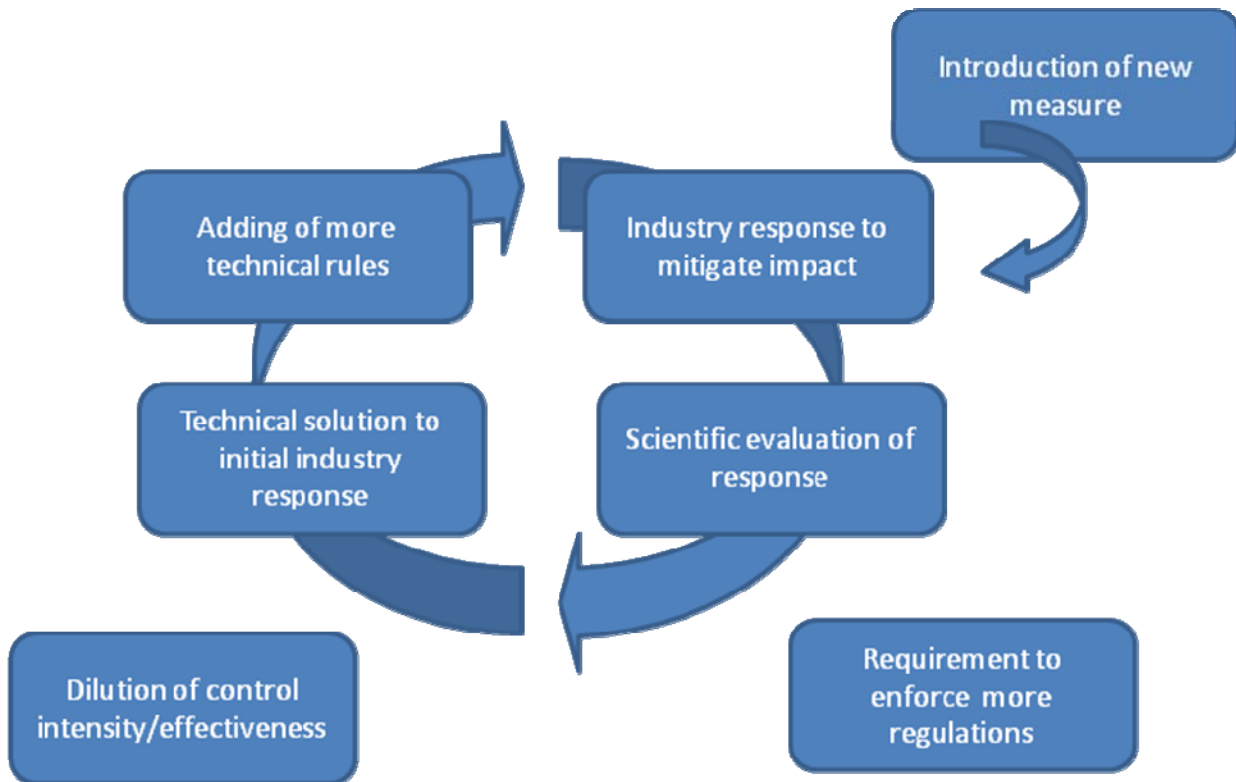 Introduction of new
measure
Adding of more
technical rules
Industry response to
mitigate impact
Technical solution to
initial industry
response
Scientific evaluation of
response
Dilution of control
intensity/effectiveness
Requirement to
enforce more
regulations